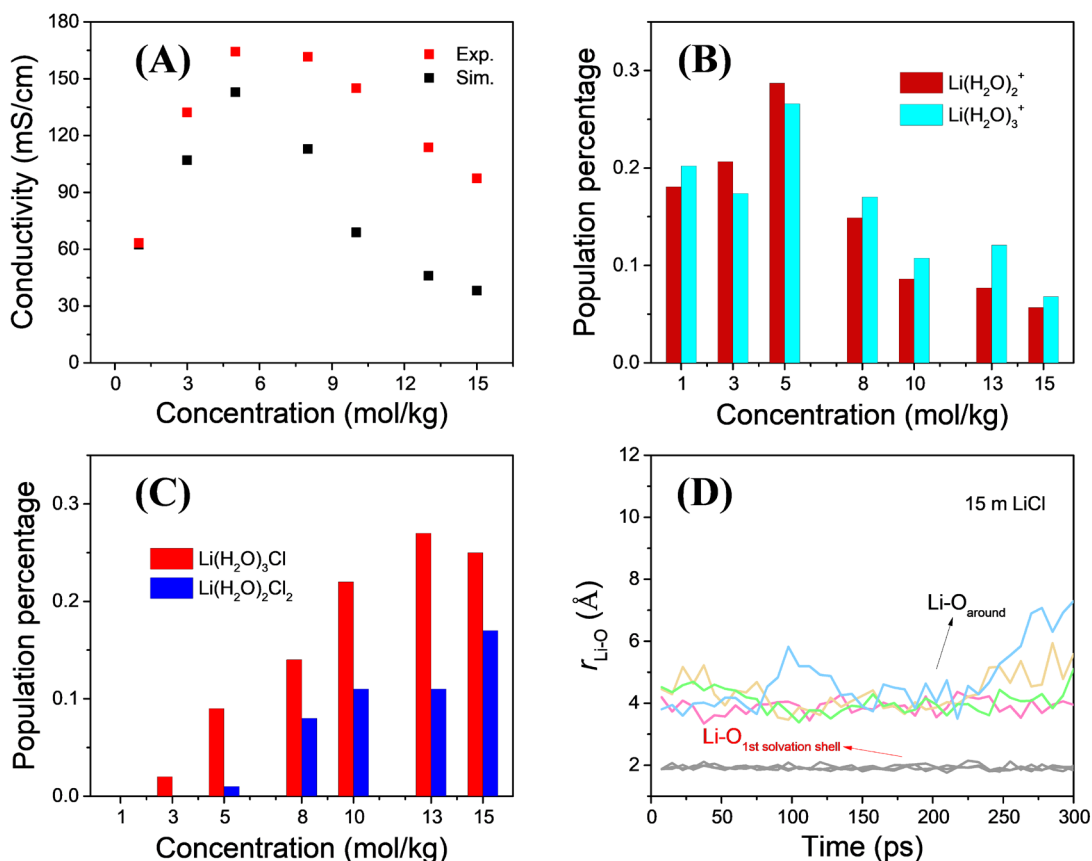 (A)
Exp.
Sim.
Conductivity (mS/cm)
180
150
120
90
60
30
0
0 3 6 9 12 15
Concentration (mol/kg)
(B)
Li(H₂O)₂⁺
Li(H₂O)₃⁺
Population percentage
0.3
0.2
0.1
0.0
1 3 5 8 10 13 15
Concentration (mol/kg)
(C)
Li(H₂O)₃Cl
Li(H₂O)₂Cl₂
Population percentage
0.3
0.2
0.1
0.0
1 3 5 8 10 13 15
Concentration (mol/kg)
(D)
15 m LiCl
Li-O around
Li-O 1st solvation shell
r Li-O (Å)
12
10
8
6
4
2
0 50 100 150 200 250 300
Time (ps)